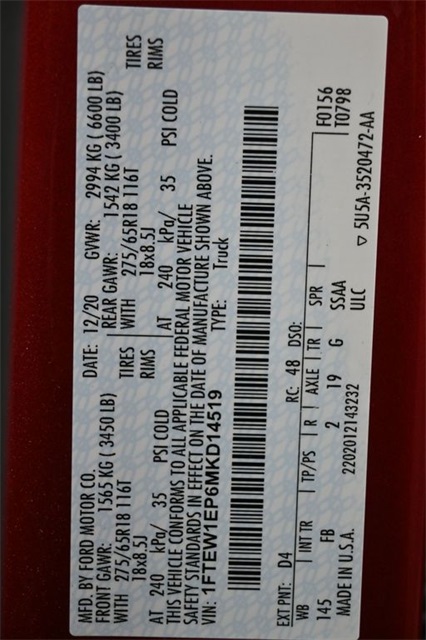 MFD. BY FORD MOTOR CO. DATE: 12/20 GVWR: 2994 KG ( 6600 LB)
FRONT GAWR: 1565 KG ( 3450 LB) REAR GAWR: 1542 KG ( 3400 LB)
WITH 275/65R18 116T TIRES WITH 275/65R18 116T TIRES
18x8.5J RIMS 18x8.5J RIMS
AT 240 kPa/ 35 PSI COLD AT 240 kPa/ 35 PSI COLD
THIS VEHICLE CONFORMS TO ALL APPLICABLE FEDERAL MOTOR VEHICLE
SAFETY STANDARDS IN EFFECT ON THE DATE OF MANUFACTURE SHOWN ABOVE.
VIN: 1FTEW1EP6MKD14519 TYPE: Truck
EXT PNT: D4 RC: 48 DSO: F0156
WB INT TR TP/PS R AXLE TR SPR T0798
145 FB 2 19 G SSAA
MADE IN U.S.A. 2202012143232 ULC ▽ 5U5A-3520472-AA